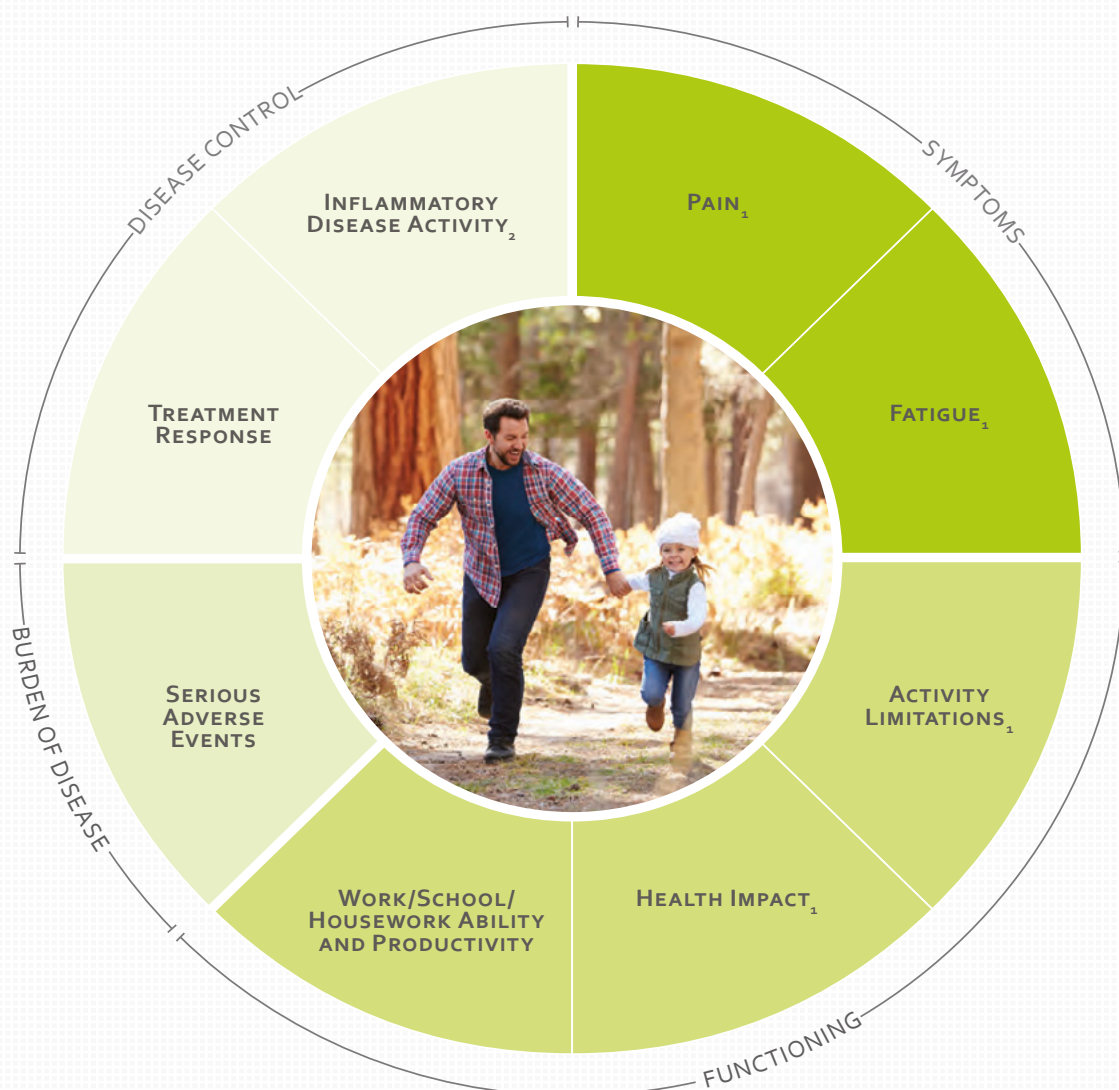 DISEASE CONTROL
SYMPTOMS
INFLAMMATORY
DISEASE ACTIVITY2
PAIN1
TREATMENT
RESPONSE
FATIGUE1
SERIOUS
ADVERSE
EVENTS
ACTIVITY
LIMITATIONS1
BURDEN OF DISEASE
WORK/SCHOOL/
HOUSEWORK ABILITY
AND PRODUCTIVITY
HEALTH IMPACT1
FUNCTIONING